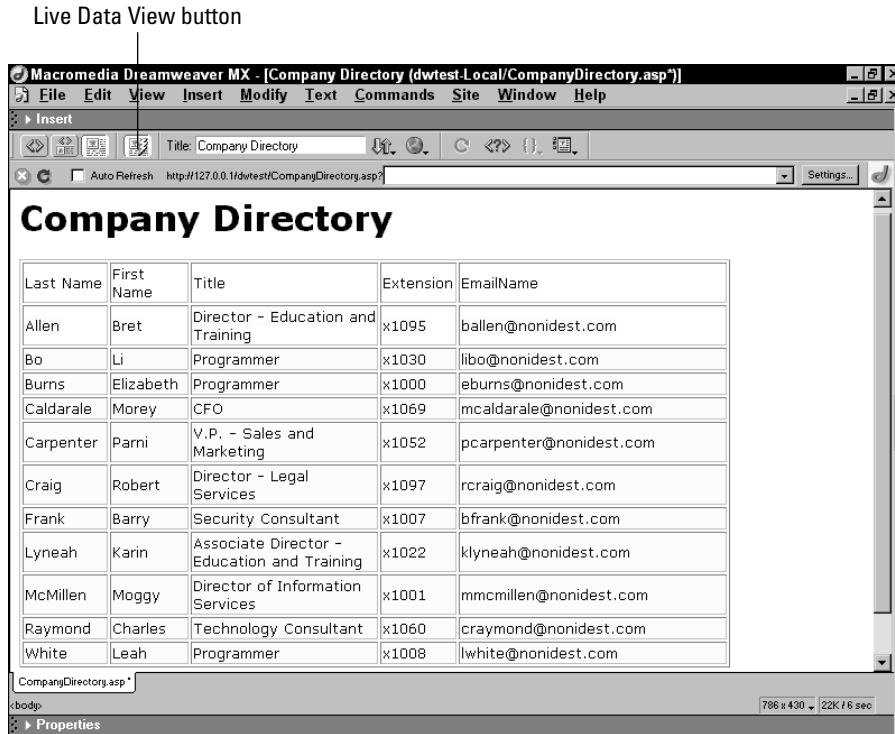 Live Data View button
Macromedia Dreamweaver MX - [Company Directory (dwtest-Local/CompanyDirectory.asp*)]
File Edit View Insert Modify Text Commands Site Window Help
Insert
Title: Company Directory
Auto Refresh http://127.0.0.1/dwtest/CompanyDirectory.asp? Settings...
Company Directory
Last Name First Name Title Extension EmailName
Allen Bret Director - Education and Training x1095 ballen@nonidest.com
Bo Li Programmer x1030 libo@nonidest.com
Burns Elizabeth Programmer x1000 eburns@nonidest.com
Caldarale Morey CFO x1069 mcaldarale@nonidest.com
Carpenter Parni V.P. - Sales and Marketing x1052 pcarpenter@nonidest.com
Craig Robert Director - Legal Services x1097 rcraig@nonidest.com
Frank Barry Security Consultant x1007 bfrank@nonidest.com
Lyneah Karin Associate Director - Education and Training x1022 klyneah@nonidest.com
McMillen Moggy Director of Information Services x1001 mmcmillen@nonidest.com
Raymond Charles Technology Consultant x1060 craymond@nonidest.com
White Leah Programmer x1008 lwhite@nonidest.com
CompanyDirectory.asp*
<body> 786 x 430 22K / 6 sec
Properties